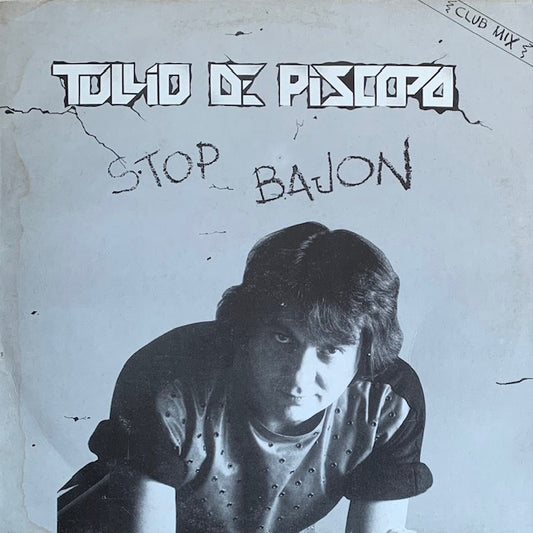 CLUB MIX
TULLIO DE PISCOPO
STOP BAJON